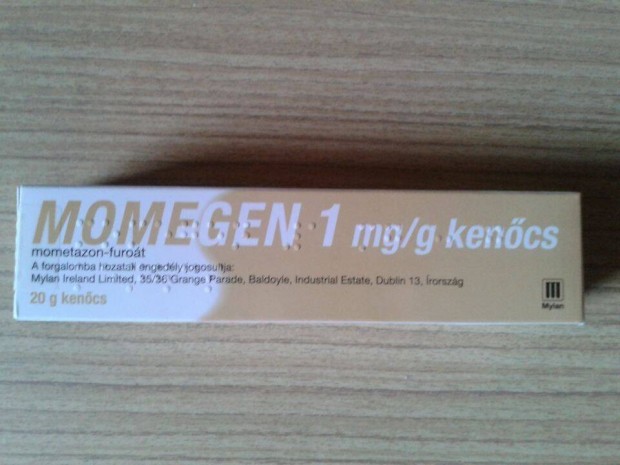 MOMEGEN 1 mg/g kenőcs
mometazon-furoát
A forgalomba hozatali engedély jogosultja:
Mylan Ireland Limited, 35/36 Grange Parade, Baldoyle, Industrial Estate, Dublin 13, Írország
20 g kenőcs
Mylan